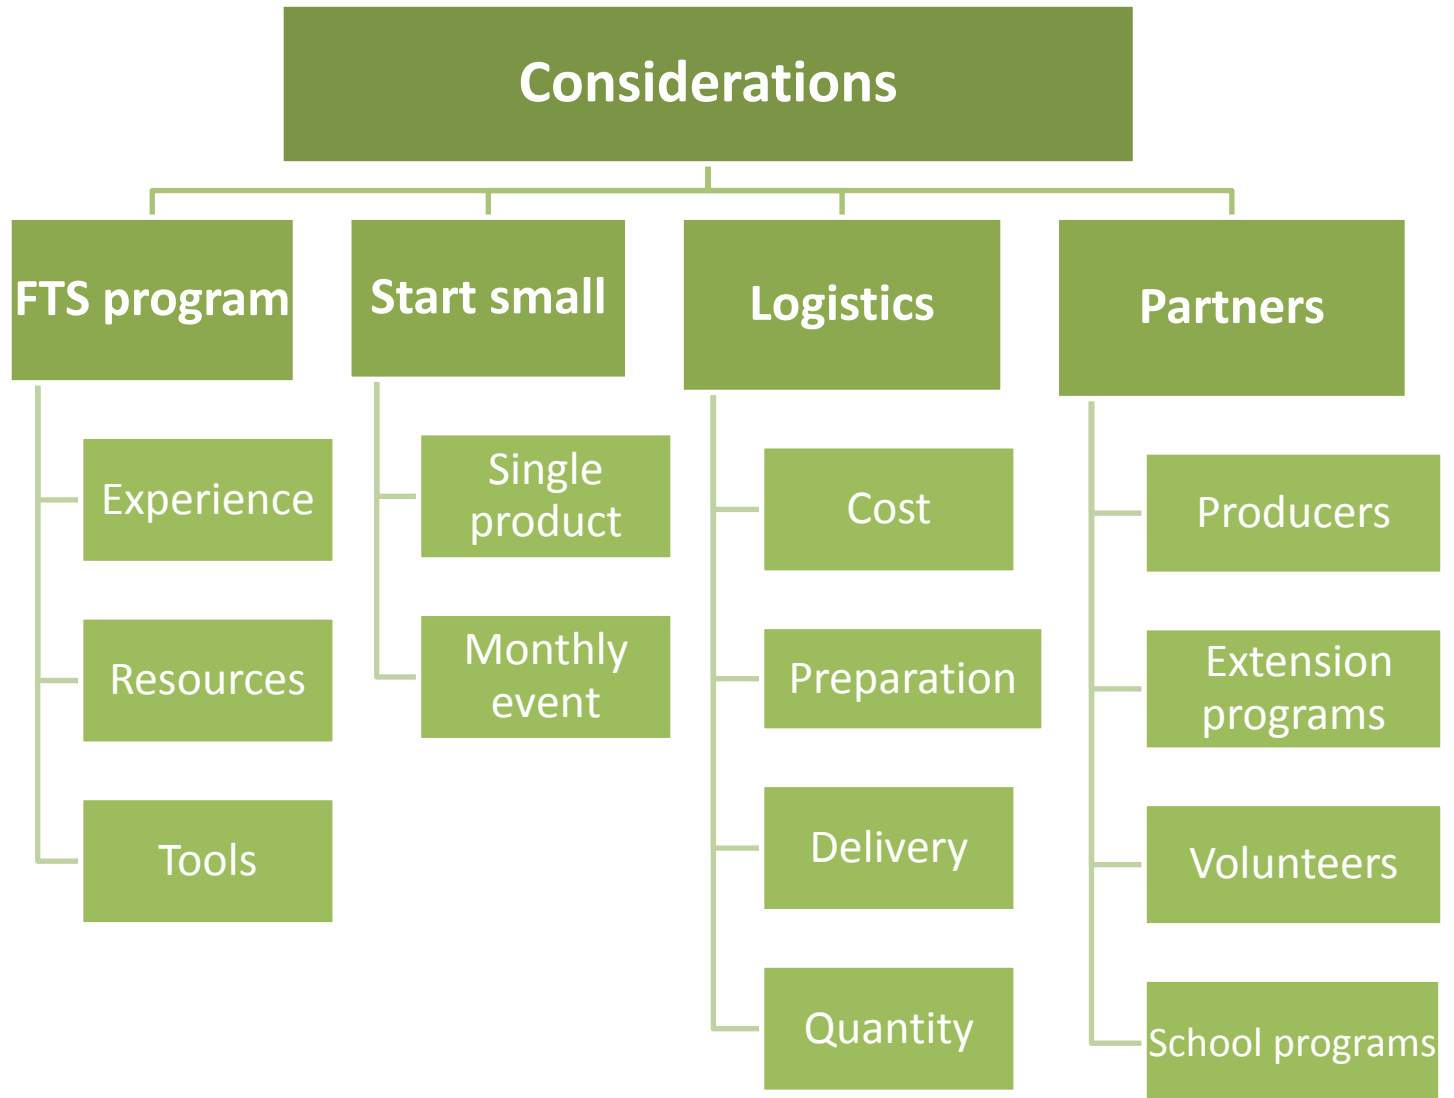 Considerations
FTS program
Experience
Resources
Tools
Start small
Single
product
Monthly
event
Logistics
Cost
Preparation
Delivery
Quantity
Partners
Producers
Extension
programs
Volunteers
School programs